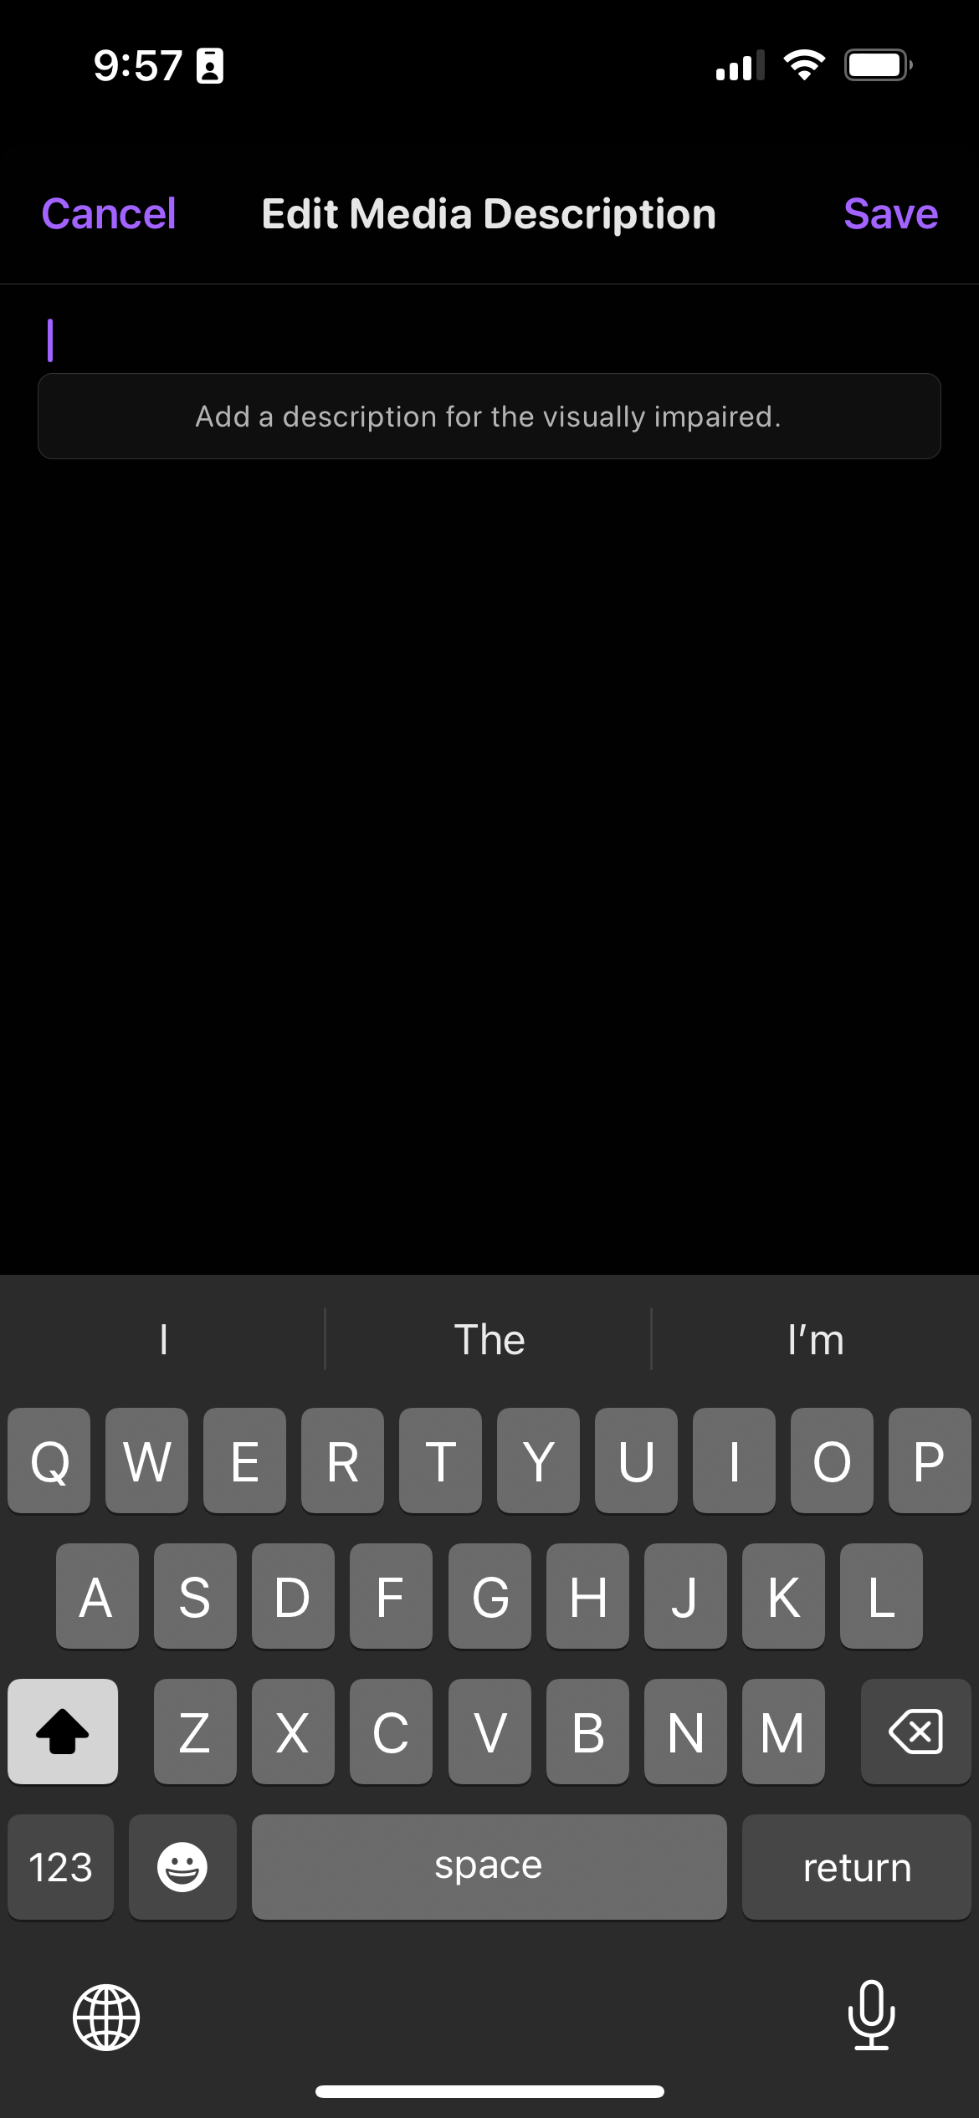 9:57
Cancel Edit Media Description Save
Add a description for the visually impaired.
I The I’m
Q W E R T Y U I O P
A S D F G H J K L
Z X C V B N M
123 space return